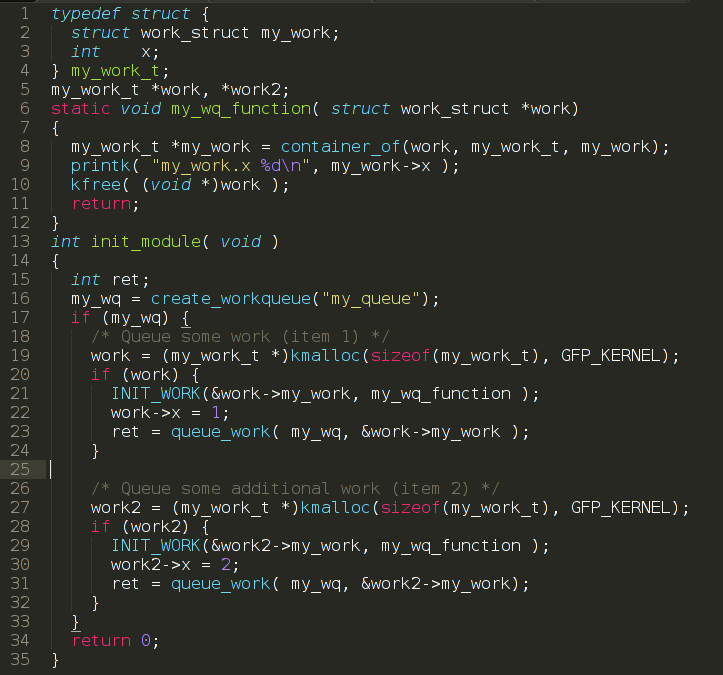 1 typedef struct {
2   struct work_struct my_work;
3   int    x;
4 } my_work_t;
5 my_work_t *work, *work2;
6 static void my_wq_function( struct work_struct *work)
7 {
8   my_work_t *my_work = container_of(work, my_work_t, my_work);
9   printk( "my_work.x %d\n", my_work->x );
10   kfree( (void *)work );
11   return;
12 }
13 int init_module( void )
14 {
15   int ret;
16   my_wq = create_workqueue("my_queue");
17   if (my_wq) {
18     /* Queue some work (item 1) */
19     work = (my_work_t *)kmalloc(sizeof(my_work_t), GFP_KERNEL);
20     if (work) {
21       INIT_WORK(&work->my_work, my_wq_function );
22       work->x = 1;
23       ret = queue_work( my_wq, &work->my_work );
24     }
25
26     /* Queue some additional work (item 2) */
27     work2 = (my_work_t *)kmalloc(sizeof(my_work_t), GFP_KERNEL);
28     if (work2) {
29       INIT_WORK(&work2->my_work, my_wq_function );
30       work2->x = 2;
31       ret = queue_work( my_wq, &work2->my_work);
32     }
33   }
34   return 0;
35 }